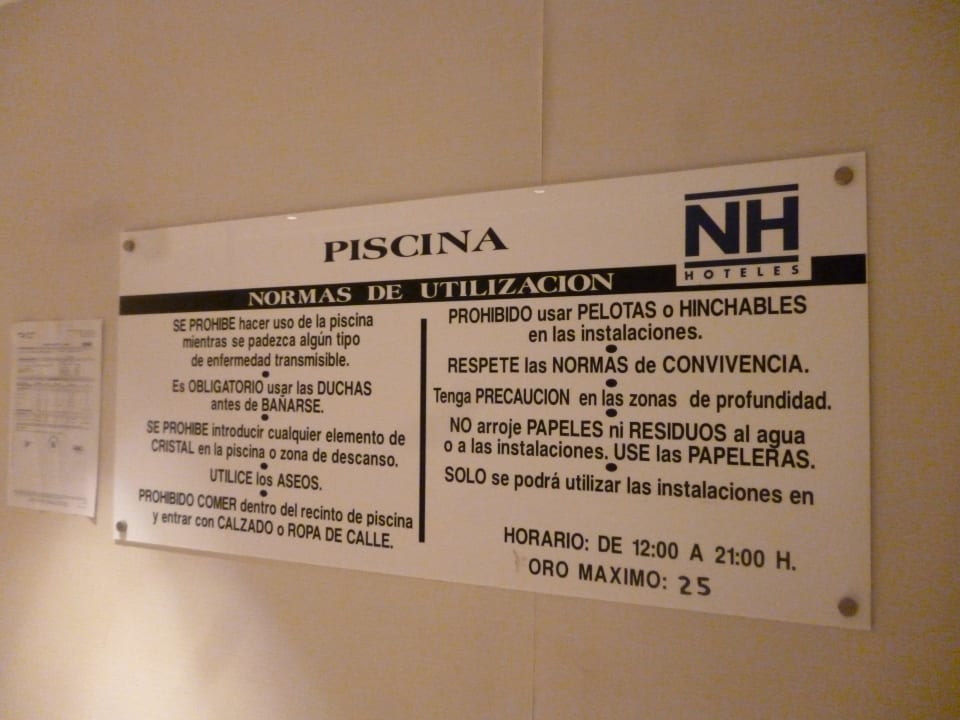 PISCINA
NH
HOTELES
NORMAS DE UTILIZACION
SE PROHIBE hacer uso de la piscina
mientras se padezca algún tipo
de enfermedad transmisible.
Es OBLIGATORIO usar las DUCHAS
antes de BAÑARSE.
SE PROHIBE introducir cualquier elemento de
CRISTAL en la piscina o zona de descanso.
UTILICE los ASEOS.
PROHIBIDO COMER dentro del recinto de piscina
y entrar con CALZADO o ROPA DE CALLE.
PROHIBIDO usar PELOTAS o HINCHABLES
en las instalaciones.
RESPETE las NORMAS de CONVIVENCIA.
Tenga PRECAUCION en las zonas de profundidad.
NO arroje PAPELES ni RESIDUOS al agua
o a las instalaciones. USE las PAPELERAS.
SOLO se podrá utilizar las instalaciones en
HORARIO: DE 12:00 A 21:00 H.
ORO MAXIMO: 25